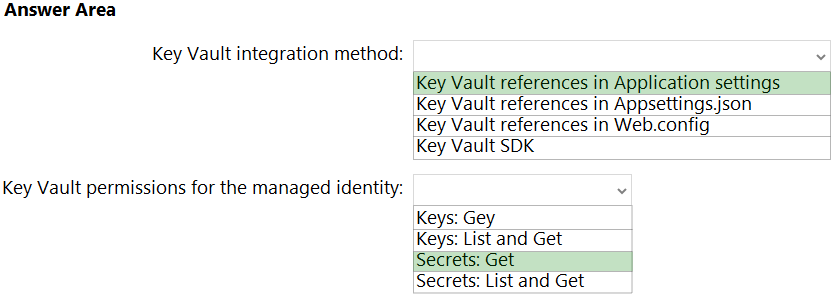 Answer Area
Key Vault integration method:
Key Vault references in Application settings
Key Vault references in Appsettings.json
Key Vault references in Web.config
Key Vault SDK
Key Vault permissions for the managed identity:
Keys: Gey
Keys: List and Get
Secrets: Get
Secrets: List and Get